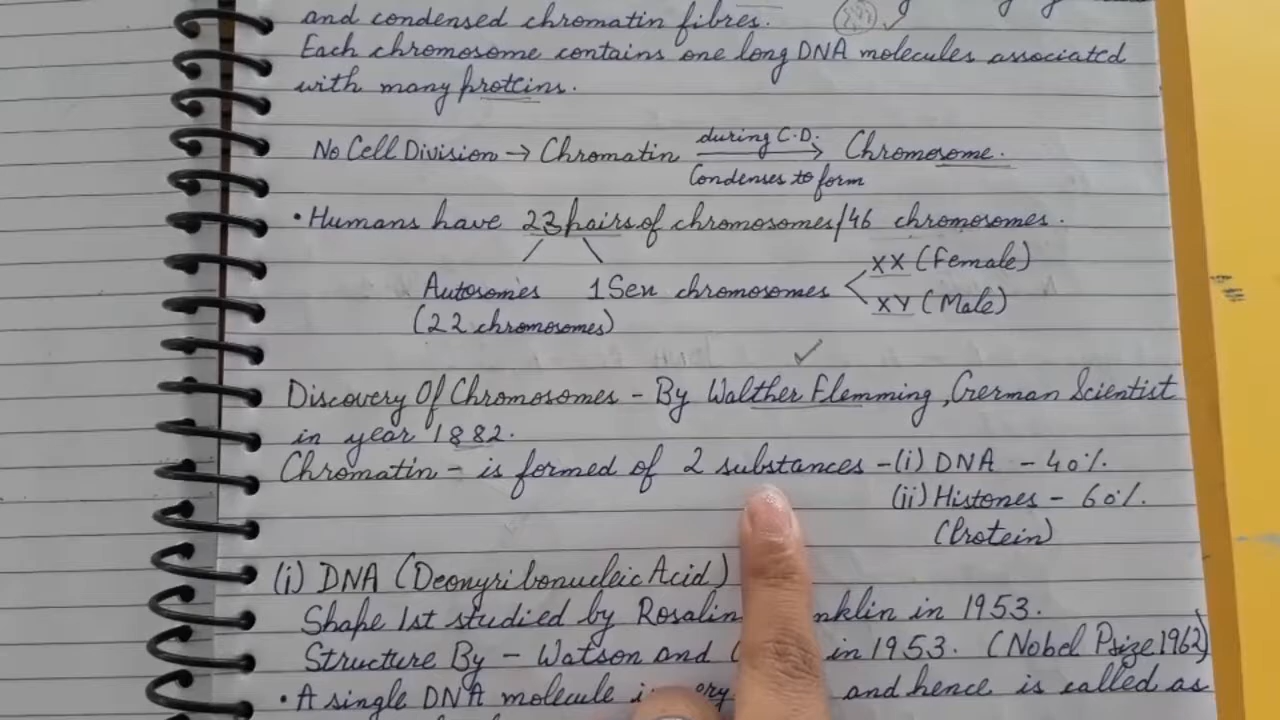 and condensed chromatin fibres.
Each chromosome contains one long DNA molecules associated
with many proteins.
No Cell Division → Chromatin during C.D. → Chromosome.
Condenses to form
• Humans have 23 pairs of chromosomes/46 chromosomes.
XX (Female)
Autosomes 1 Sex chromosomes
XY (Male)
(22 chromosomes)
Discovery Of Chromosomes - By Walther Flemming, German Scientist
in year 1882.
Chromatin - is formed of 2 substances - (i) DNA - 40%.
(ii) Histones - 60%.
(Protein)
(i) DNA (Deoxyribonucleic Acid)
Shape 1st studied by in 1953.
Structure By - Watson and in 1953. (Nobel Prize 1962)
• A single DNA molecule and hence is called as